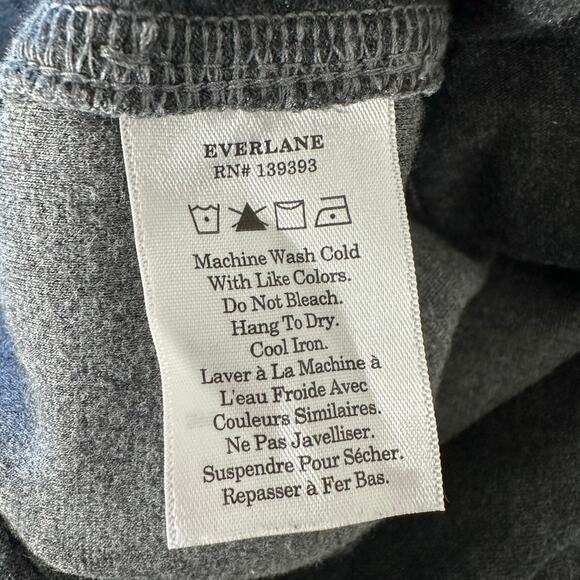 EVERLANE
RN# 139393
Machine Wash Cold
With Like Colors.
Do Not Bleach.
Hang To Dry.
Cool Iron.
Laver à La Machine à
L'eau Froide Avec
Couleurs Similaires.
Ne Pas Javelliser.
Suspendre Pour Sécher.
Repasser à Fer Bas.